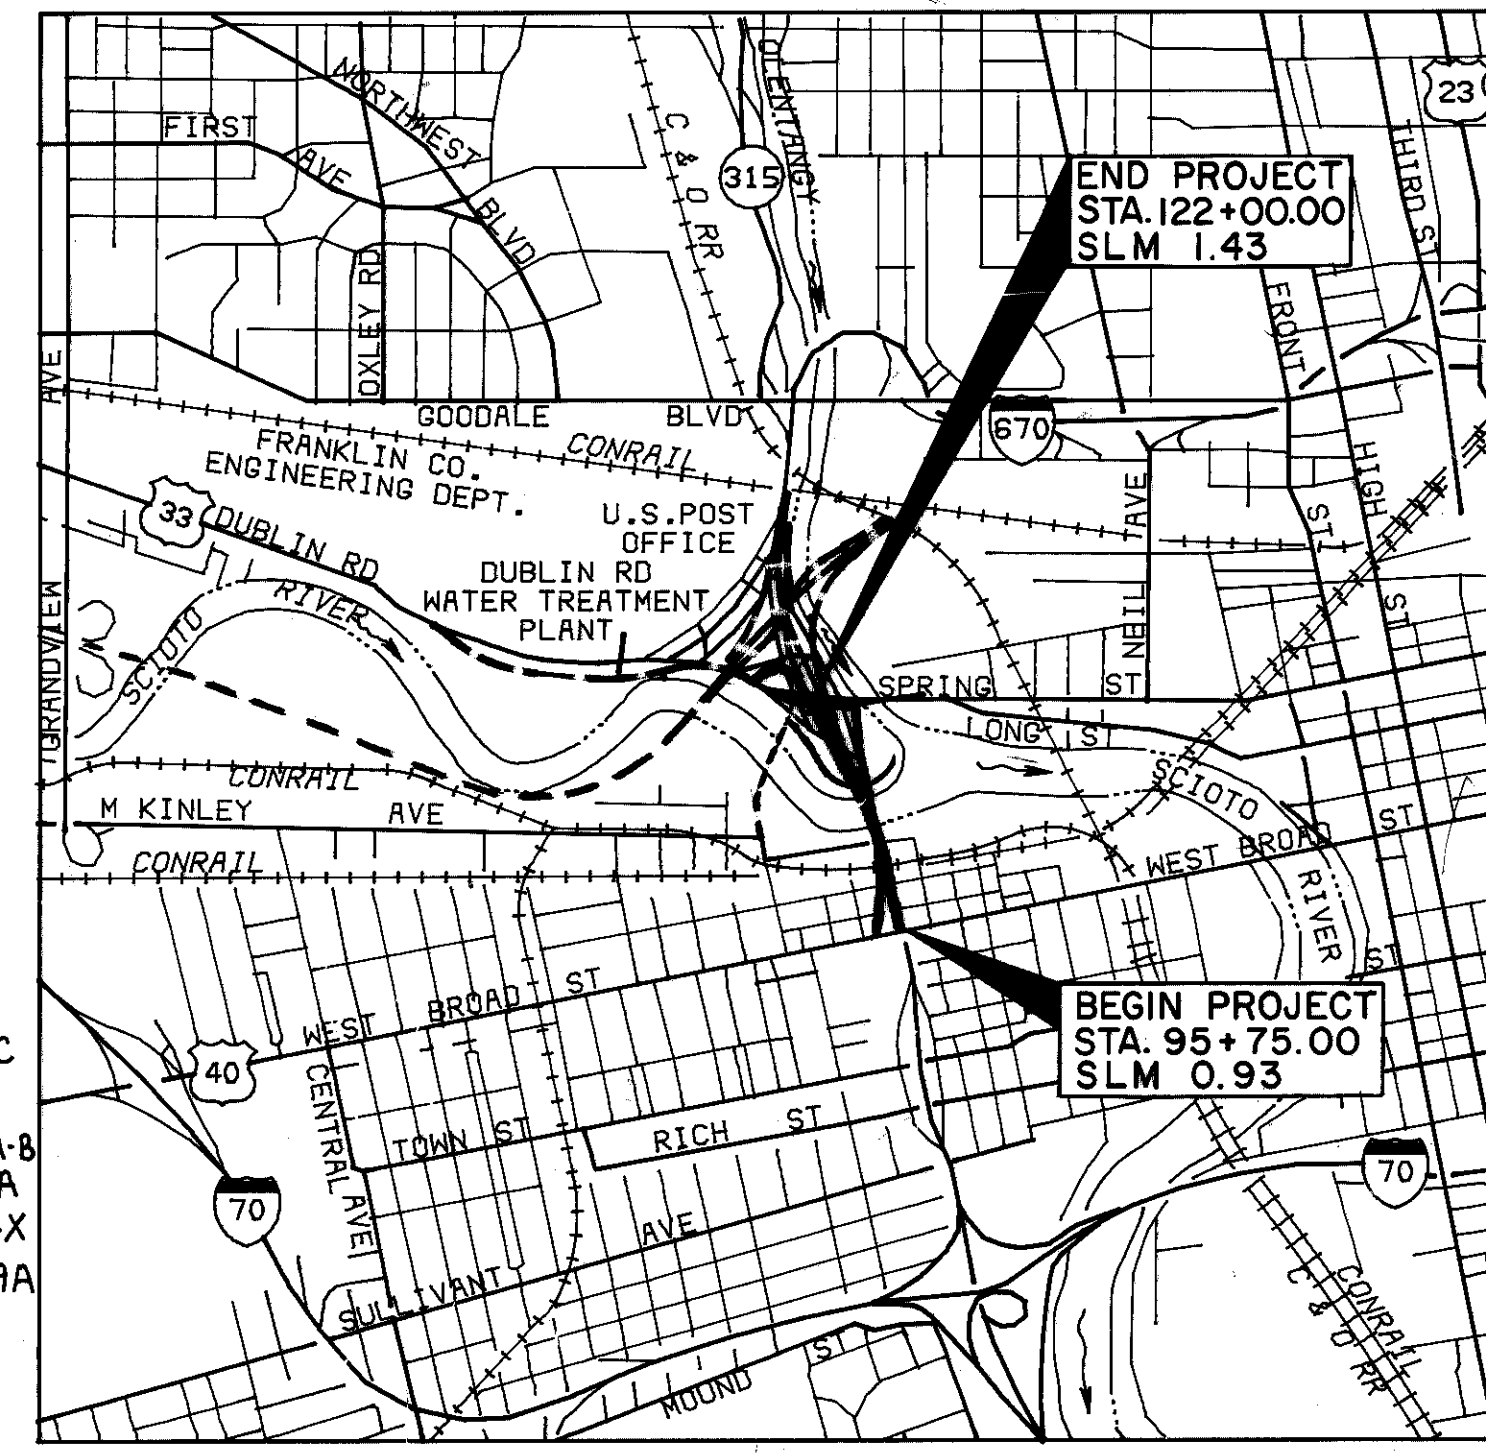 23
NORTHWEST
BLVD
FIRST
AVE
C & O RR
315
OLENTANGY
THIRD ST
END PROJECT
STA. 122+00.00
SLM 1.43
OXLEY RD
FRONT
ST
GOODALE BLVD
670
FRANKLIN CO.
ENGINEERING DEPT.
CONRAIL
HIGH
ST
33
DUBLIN RD
U.S. POST
OFFICE
DUBLIN RD
WATER TREATMENT
PLANT
GRANDVIEW
AVE
SCIOTO
RIVER
NEIL
AVE
SPRING ST
LONG ST
CONRAIL
M KINLEY AVE
CONRAIL
SCIOTO
RIVER
WEST BROAD ST
ST
WEST BROAD ST
BEGIN PROJECT
STA. 95+75.00
SLM 0.93
40
CENTRAL AVE
TOWN ST
RICH ST
70
70
SULLIVANT AVE
MOUND ST
CONRAIL
C & O RR
C
A-B
A
-X
9A